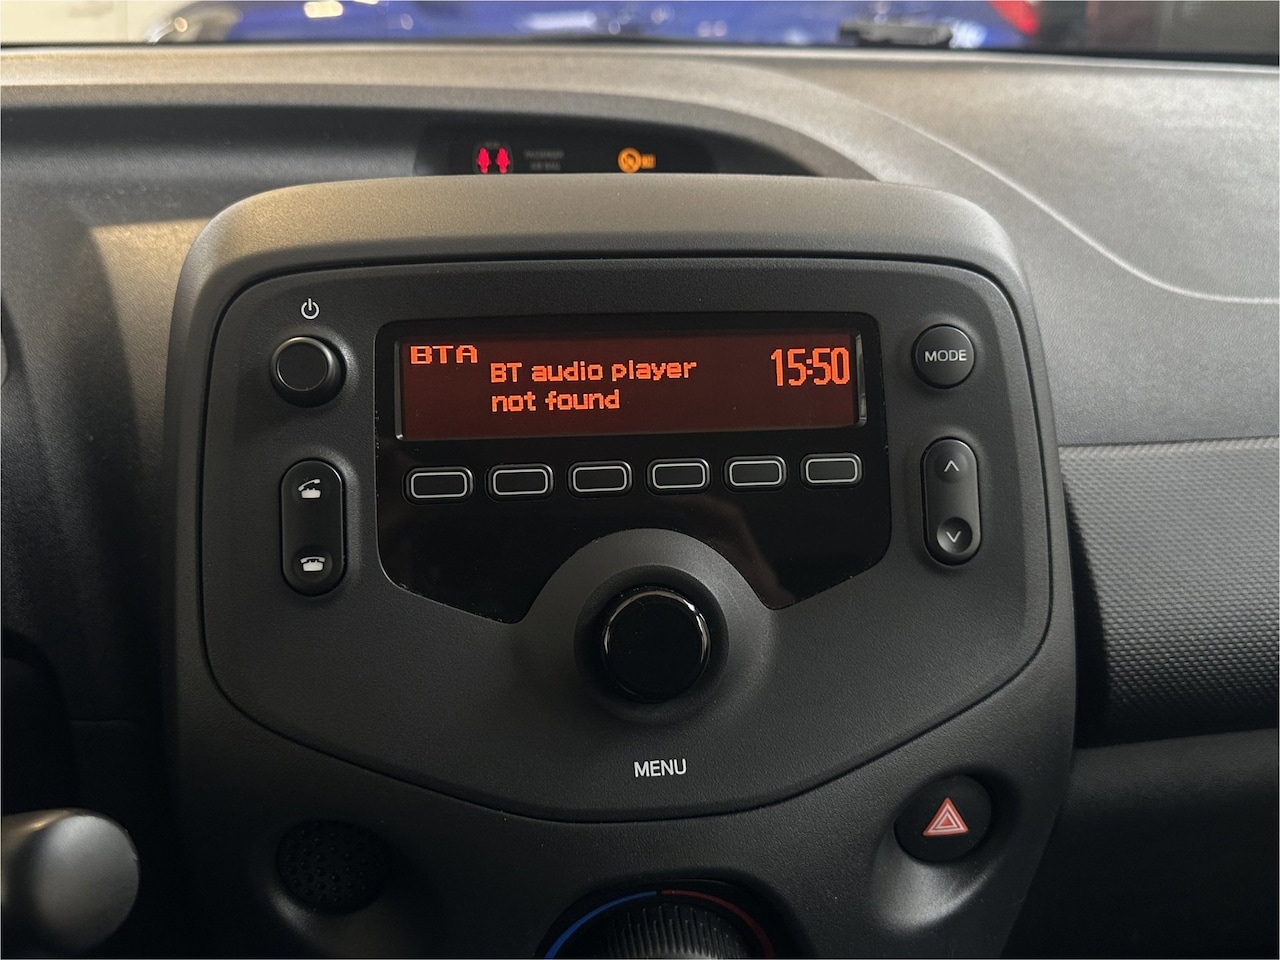 BTA
BT audio player
not found
15:50
MODE
MENU